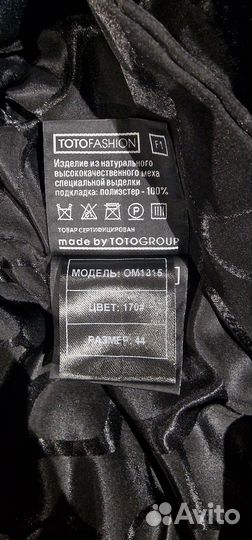 TOTOFASHION F1
Изделие из натурального
высококачественного меха
специальной выделки
подкладка: полиэстер - 100%
P
ТОВАР СЕРТИФИЦИРОВАН
made by TOTOGROUP
МОДЕЛЬ: OM1315
ЦВЕТ: 170#
РАЗМЕР: 44
Avito